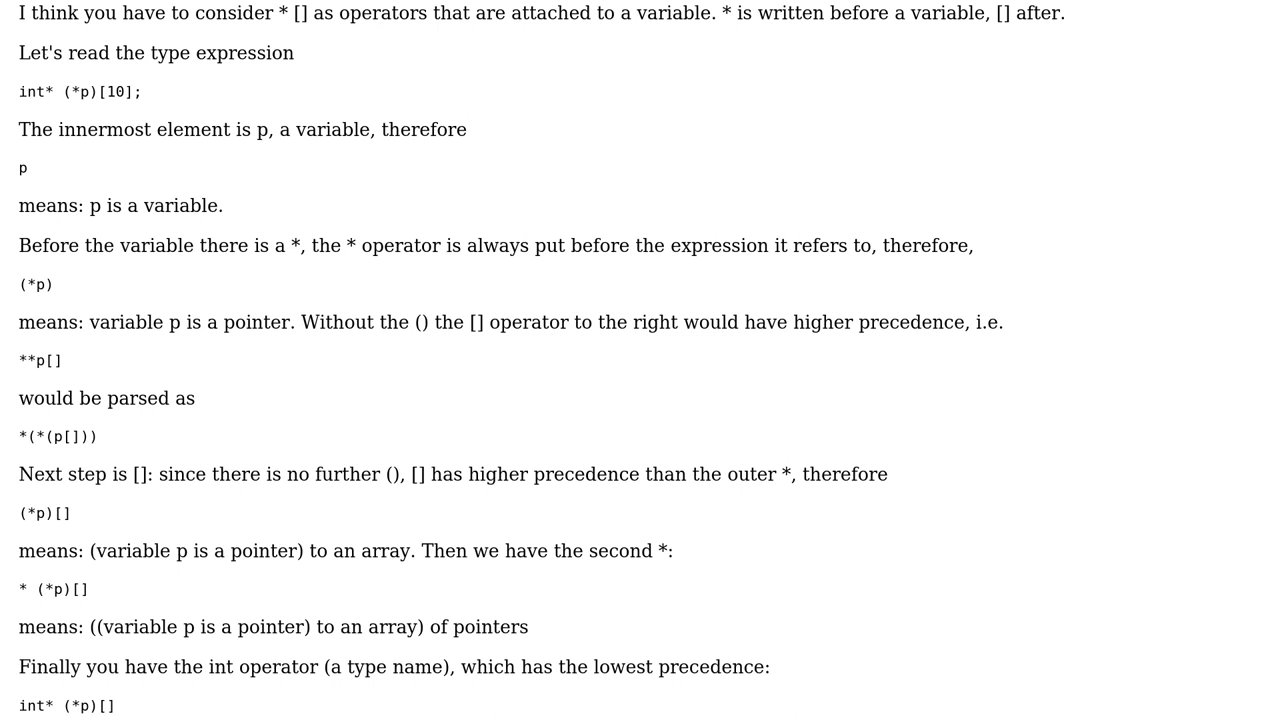 I think you have to consider * [] as operators that are attached to a variable. * is written before a variable, [] after.
Let's read the type expression
int* (*p)[10];
The innermost element is p, a variable, therefore
p
means: p is a variable.
Before the variable there is a *, the * operator is always put before the expression it refers to, therefore,
(*p)
means: variable p is a pointer. Without the () the [] operator to the right would have higher precedence, i.e.
**p[]
would be parsed as
*(*(p[]))
Next step is []: since there is no further (), [] has higher precedence than the outer *, therefore
(*p)[]
means: (variable p is a pointer) to an array. Then we have the second *:
* (*p)[]
means: ((variable p is a pointer) to an array) of pointers
Finally you have the int operator (a type name), which has the lowest precedence:
int* (*p)[]